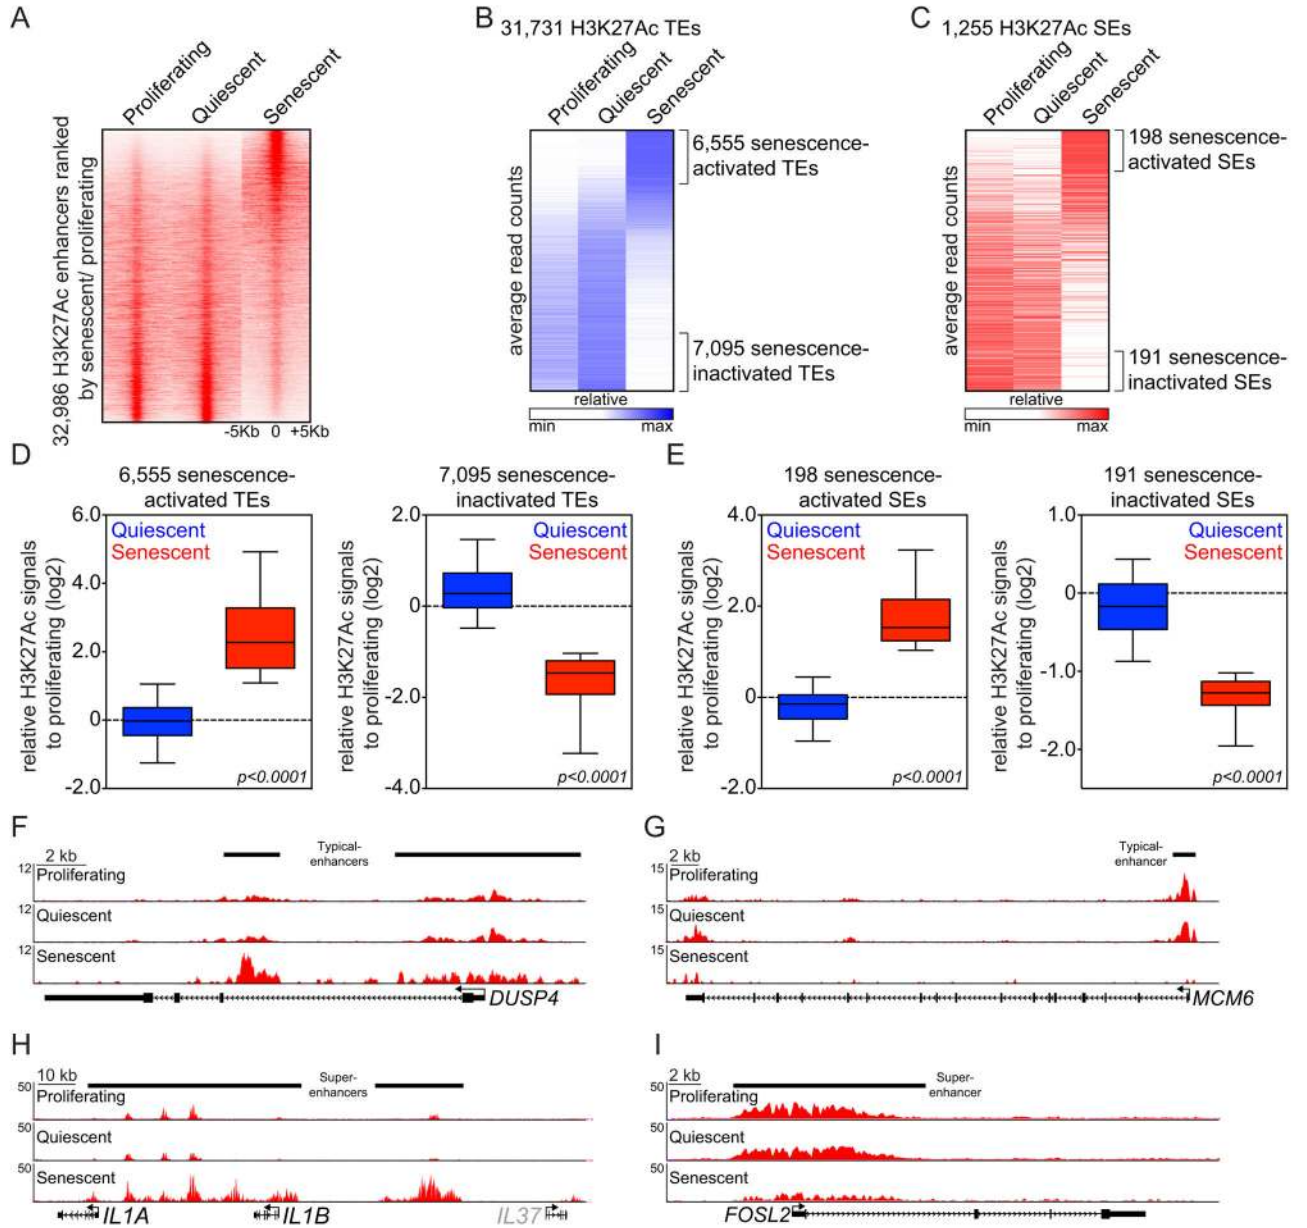 A
Proliferating
Quiescent
Senescent
32,986 H3K27Ac enhancers ranked
by senescent/ proliferating
-5Kb 0 +5Kb
B
31,731 H3K27Ac TEs
Proliferating
Quiescent
Senescent
average read counts
6,555 senescence-
activated TEs
7,095 senescence-
inactivated TEs
relative
min max
C
1,255 H3K27Ac SEs
Proliferating
Quiescent
Senescent
average read counts
198 senescence-
activated SEs
191 senescence-
inactivated SEs
relative
min max
D
6,555 senescence-
activated TEs
relative H3K27Ac signals
to proliferating (log2)
6.0
4.0
2.0
0
-2.0
Quiescent
Senescent
p<0.0001
7,095 senescence-
inactivated TEs
relative H3K27Ac signals
to proliferating (log2)
2.0
0
-2.0
-4.0
Quiescent
Senescent
p<0.0001
E
198 senescence-
activated SEs
relative H3K27Ac signals
to proliferating (log2)
4.0
2.0
0
-2.0
Quiescent
Senescent
p<0.0001
191 senescence-
inactivated SEs
relative H3K27Ac signals
to proliferating (log2)
1.0
0
-1.0
-2.0
Quiescent
Senescent
p<0.0001
F
2 kb
Typical-
enhancers
12
Proliferating
12
Quiescent
12
Senescent
DUSP4
G
2 kb
Typical-
enhancer
15
Proliferating
15
Quiescent
15
Senescent
MCM6
H
10 kb
Super-
enhancers
50
Proliferating
50
Quiescent
50
Senescent
IL1A
IL1B
IL37
I
2 kb
Super-
enhancer
50
Proliferating
50
Quiescent
50
Senescent
FOSL2